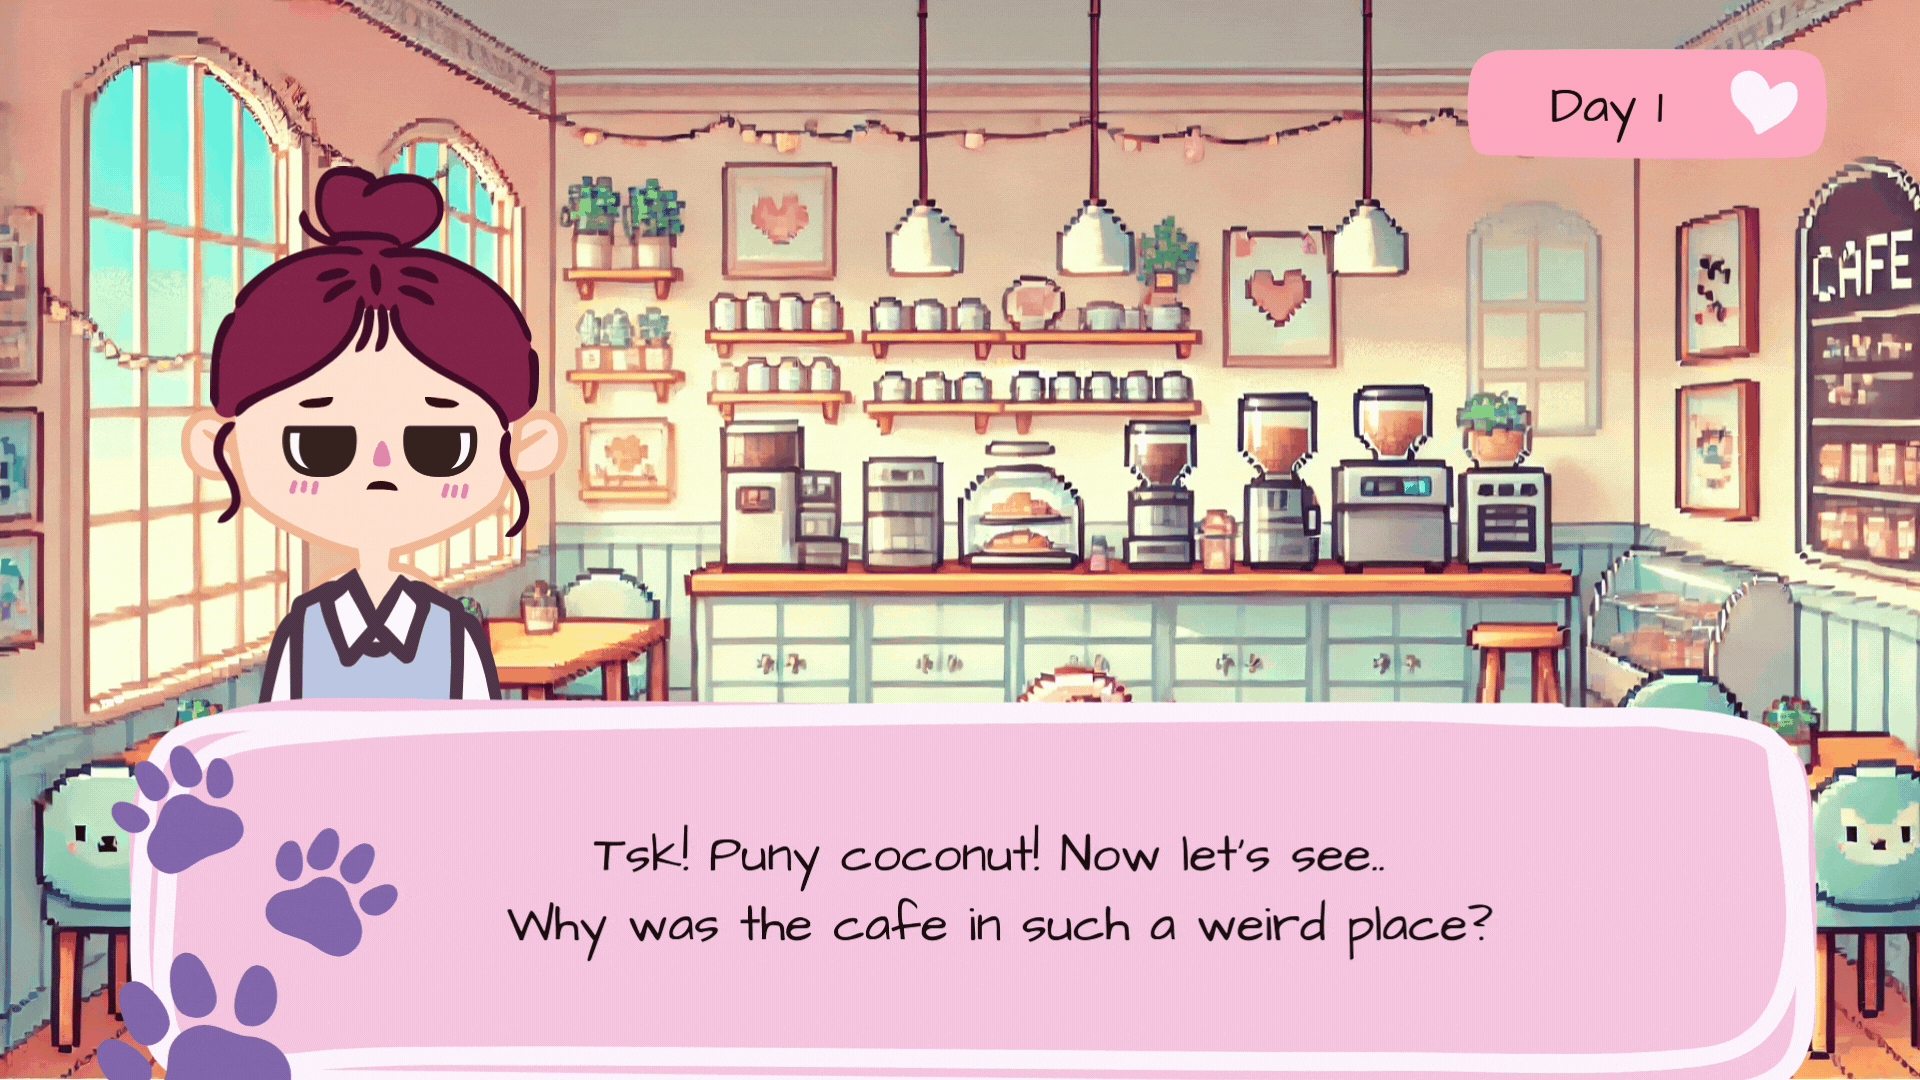 Day 1
CAFE
Tsk! Puny coconut! Now let's see..
Why was the cafe in such a weird place?